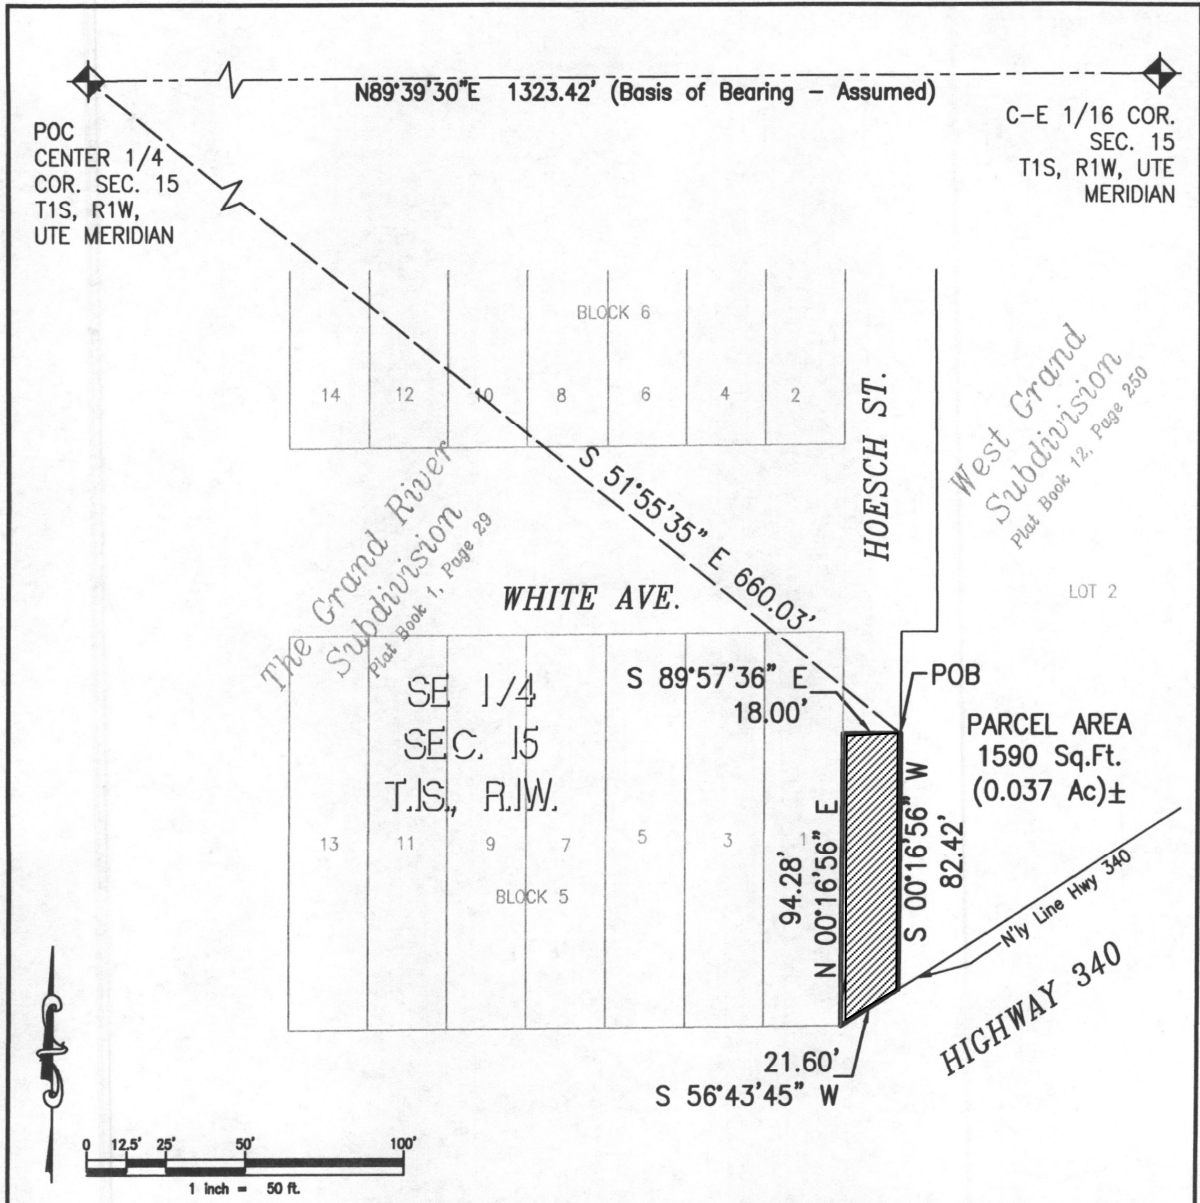 N89°39'30"E 1323.42' (Basis of Bearing - Assumed)
POC
CENTER 1/4
COR. SEC. 15
T1S, R1W,
UTE MERIDIAN
C-E 1/16 COR.
SEC. 15
T1S, R1W, UTE
MERIDIAN
BLOCK 6
14 12 10 8 6 4 2
HOESCH ST.
West Grand
Subdivision
Plat Book 12, Page 250
LOT 2
S 51°55'35" E 660.03'
The Grand River
Subdivision
Plat Book 1, Page 29
WHITE AVE.
SE 1/4
SEC. 15
T.1S., R.1W.
S 89°57'36" E
18.00'
POB
PARCEL AREA
1590 Sq.Ft.
(0.037 Ac)±
13 11 9 7 5 3 1
BLOCK 5
94.28'
N 00°16'56" E
S 00°16'56" W
82.42'
N'ly Line Hwy 340
HIGHWAY 340
21.60'
S 56°43'45" W
0 12.5' 25' 50' 100'
1 inch = 50 ft.